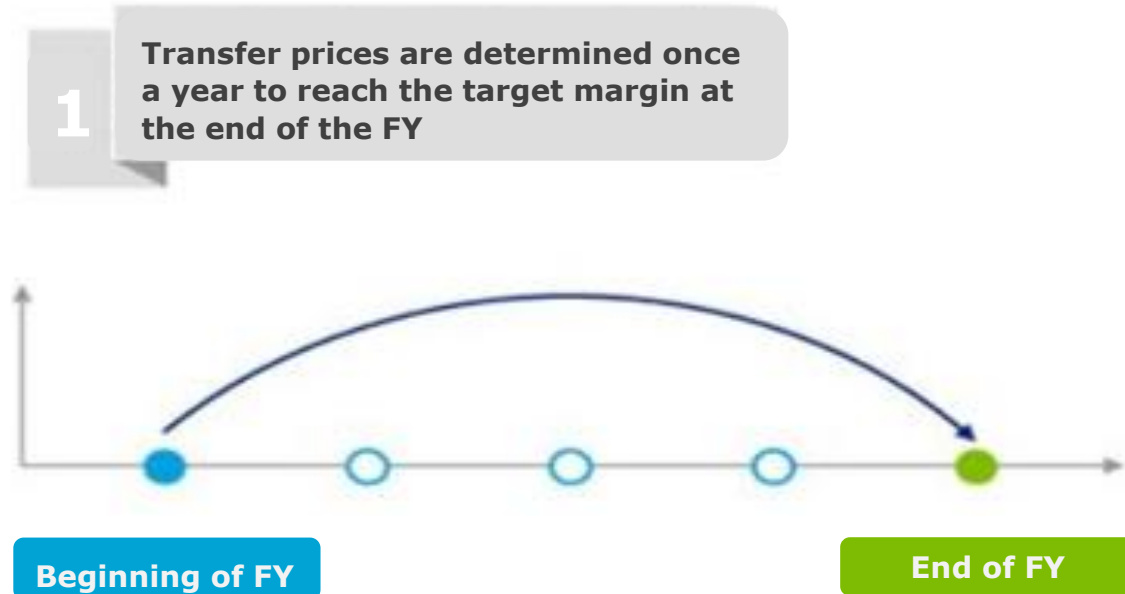 1
Transfer prices are determined once
a year to reach the target margin at
the end of the FY
Beginning of FY
End of FY